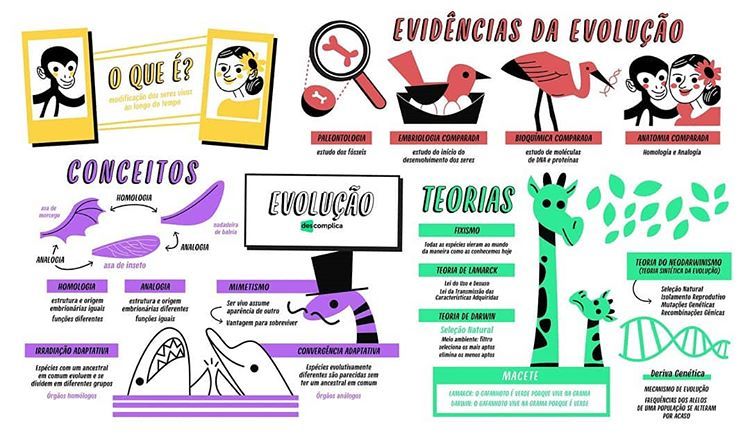 O QUE É?
modificação dos seres vivos
ao longo do tempo
EVIDÊNCIAS DA EVOLUÇÃO
PALEONTOLOGIA
estudo dos fósseis
EMBRIOLOGIA COMPARADA
estudo do início do
desenvolvimento dos seres
BIOQUÍMICA COMPARADA
estudo de moléculas
de DNA e proteínas
ANATOMIA COMPARADA
Homologia e Analogia
CONCEITOS
HOMOLOGIA
asa de
morcego
nadadeira
de baleia
ANALOGIA
ANALOGIA
asa de inseto
HOMOLOGIA
estrutura e origem
embrionárias iguais
funções diferentes
ANALOGIA
estrutura e origem
embrionárias diferentes
funções iguais
MIMETISMO
Ser vivo assume
aparência de outro
Vantagem para sobreviver
IRRADIAÇÃO ADAPTATIVA
Espécies com um ancestral
em comum evoluem e se
dividem em diferentes grupos
Órgãos homólogos
CONVERGÊNCIA ADAPTATIVA
Espécies evolutivamente
diferentes são parecidas sem
ter um ancestral em comum
Órgãos análogos
EVOLUÇÃO
descomplica
TEORIAS
FIXISMO
Todas as espécies vieram ao mundo
da maneira como as conhecemos hoje
TEORIA DE LAMARCK
Lei do Uso e Desuso
Lei da Transmissão das
Características Adquiridas
TEORIA DE DARWIN
Seleção Natural
Meio ambiente: filtro
seleciona os mais aptos
elimina os menos aptos
TEORIA DO NEODARWINISMO
(TEORIA SINTÉTICA DA EVOLUÇÃO)
Seleção Natural
Isolamento Reprodutivo
Mutações Genéticas
Recombinações Gênicas
Deriva Genética
MECANISMO DE EVOLUÇÃO
FREQUÊNCIAS DOS ALELOS
DE UMA POPULAÇÃO SE ALTERAM
POR ACASO
MACETE
LAMARCK: O GAFANHOTO É VERDE PORQUE VIVE NA GRAMA
DARWIN: O GAFANHOTO VIVE NA GRAMA PORQUE É VERDE